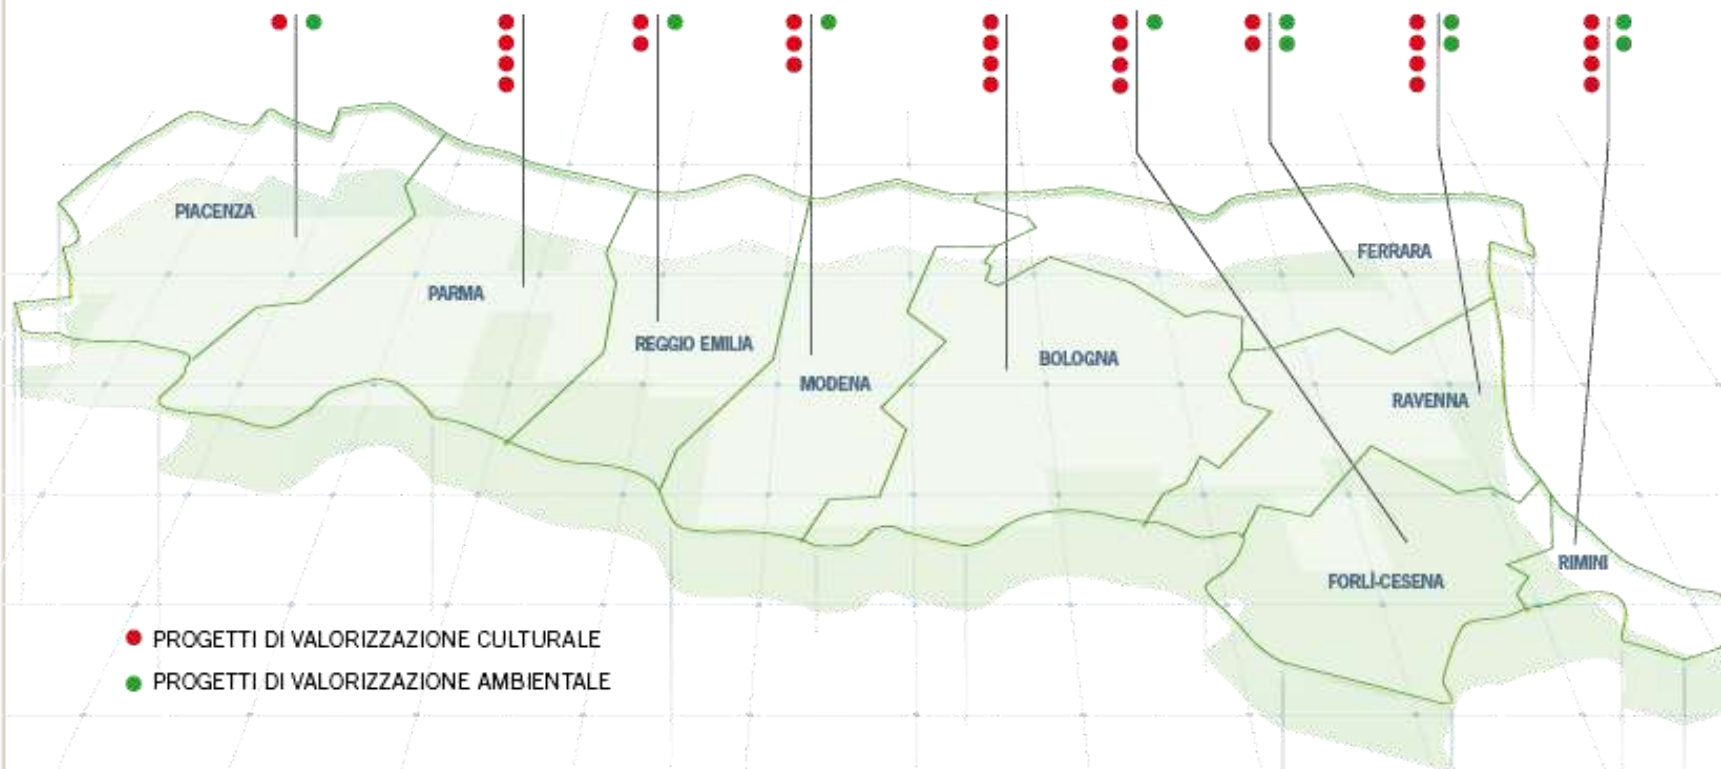 PIACENZA
PARMA
REGGIO EMILIA
MODENA
BOLOGNA
FERRARA
RAVENNA
FORLÌ-CESENA
RIMINI
PROGETTI DI VALORIZZAZIONE CULTURALE
PROGETTI DI VALORIZZAZIONE AMBIENTALE